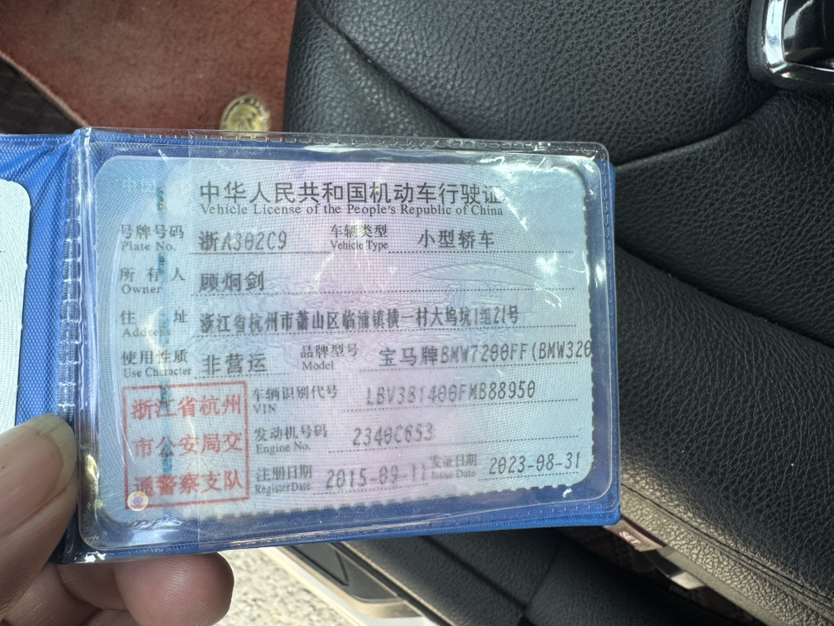 中华人民共和国机动车行驶证
Vehicle License of the People's Republic of China
号牌号码 浙A302C9 车辆类型 小型轿车
Plate No. Vehicle Type
所有人 顾炯剑
Owner
住址 浙江省杭州市萧山区临浦镇横一村大坞坑1组21号
Address
使用性质 非营运 品牌型号 宝马牌BMW7200FF(BMW320
Use Character Model
浙江省杭州
市公安局交
通警察支队
车辆识别代号 LBV3B1400FMB88950
VIN
发动机号码 2340C653
Engine No.
注册日期 2015-09-11 发证日期 2023-08-31
Register Date Issue Date